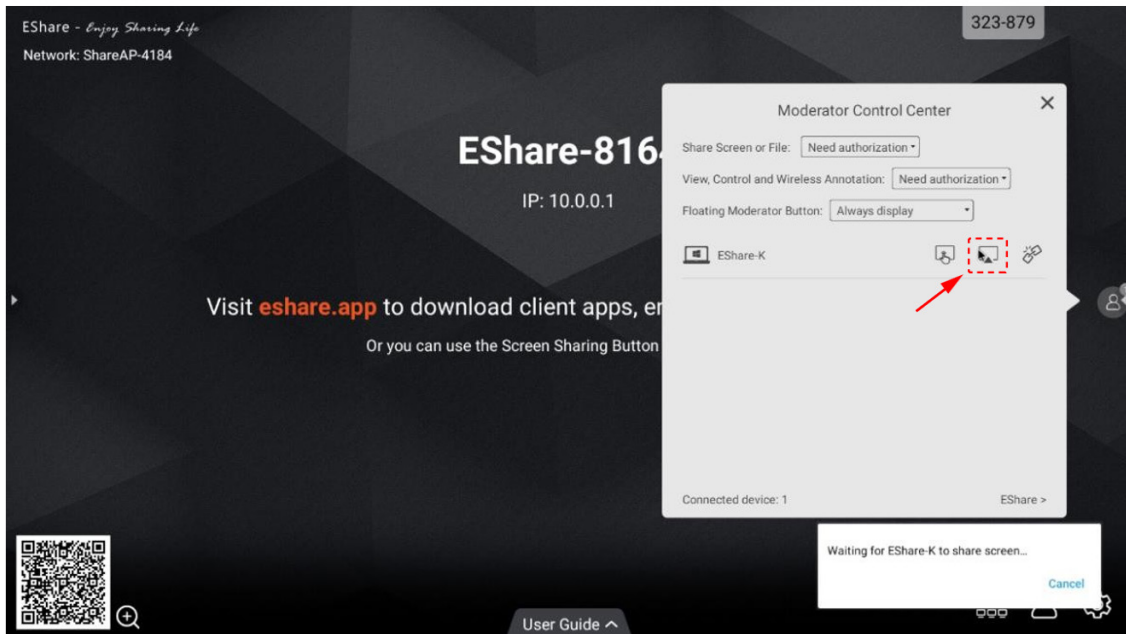 EShare - Enjoy Sharing Life
Network: ShareAP-4184
323-879
EShare-816
IP: 10.0.0.1
Visit eshare.app to download client apps,
Or you can use the Screen Sharing Button
Moderator Control Center
Share Screen or File: Need authorization
View, Control and Wireless Annotation: Need authorization
Floating Moderator Button: Always display
EShare-K
Connected device: 1
EShare >
Waiting for EShare-K to share screen...
Cancel
User Guide